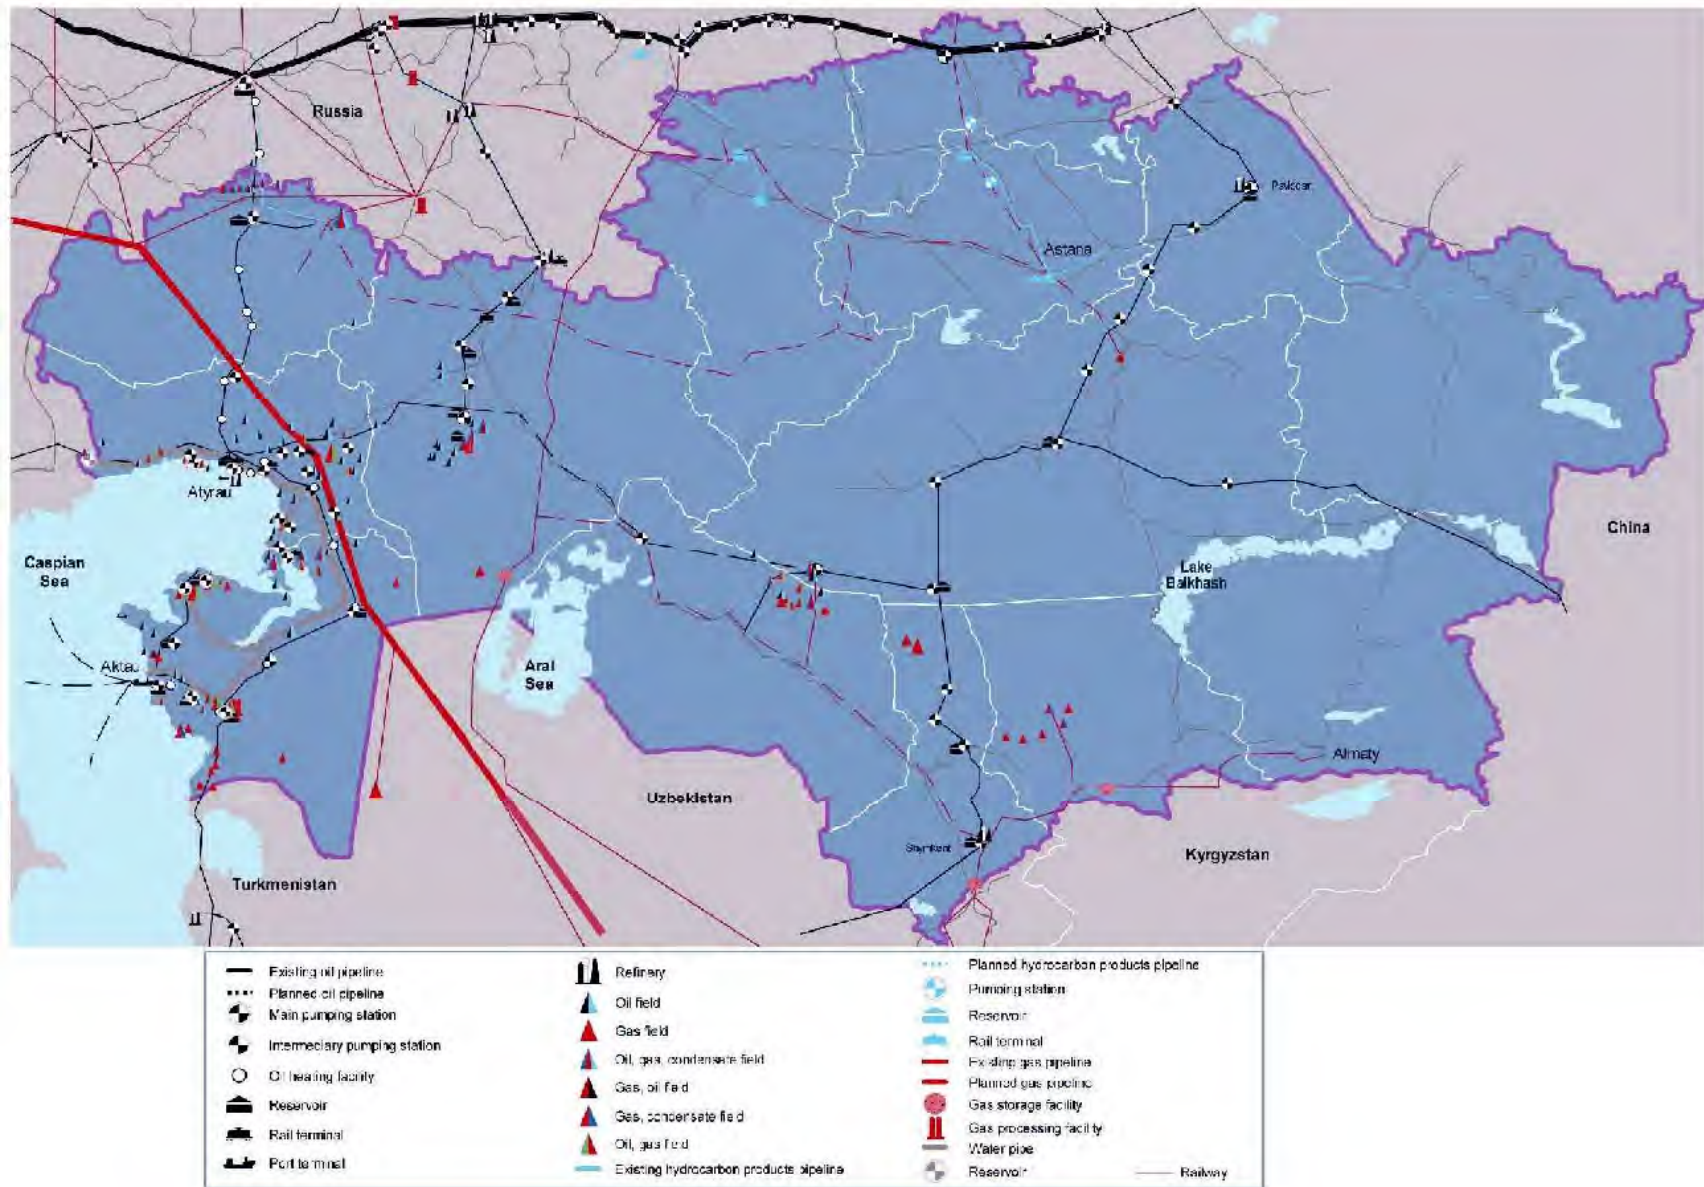 Russia
Pavlodar
Astana
Atyrau
China
Caspian
Sea
Lake
Balkhash
Aktau
Aral
Sea
Almaty
Uzbekistan
Shymkent
Kyrgyzstan
Turkmenistan
Existing oil pipeline
Planned oil pipeline
Main pumping station
Intermeciary pumping station
Oil heating facility
Reservoir
Rail terminal
Port terminal
Refinery
Oil field
Gas field
Oil, gas, condensate field
Gas, oil field
Gas, condensate field
Oil, gas field
Existing hydrocarbon products pipeline
Planned hydrocarbon products pipeline
Pumping station
Reservoir
Rail terminal
Existing gas pipeline
Planned gas pipeline
Gas storage facility
Gas processing facility
Water pipe
Reservoir
Railway